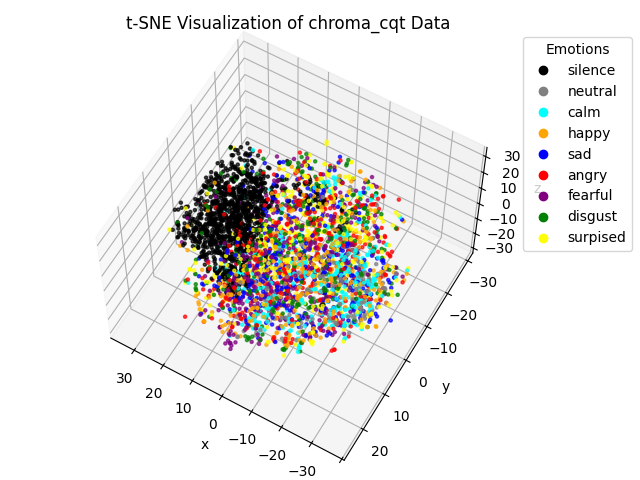 t-SNE Visualization of chroma_cqt Data
Emotions
silence
neutral
calm
happy
sad
angry
fearful
disgust
surpised
30
20
10
0
−10
−20
−30
z
−30
−20
−10
0
10
20
y
30
20
10
0
−10
−20
−30
x